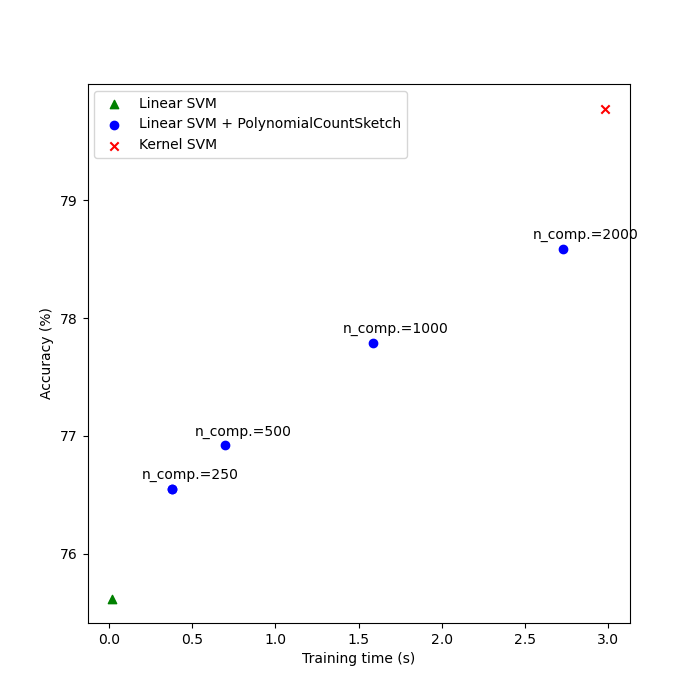 Linear SVM
Linear SVM + PolynomialCountSketch
Kernel SVM
79
n_comp.=2000
78
n_comp.=1000
Accuracy (%)
77
n_comp.=500
n_comp.=250
76
0.0 0.5 1.0 1.5 2.0 2.5 3.0
Training time (s)